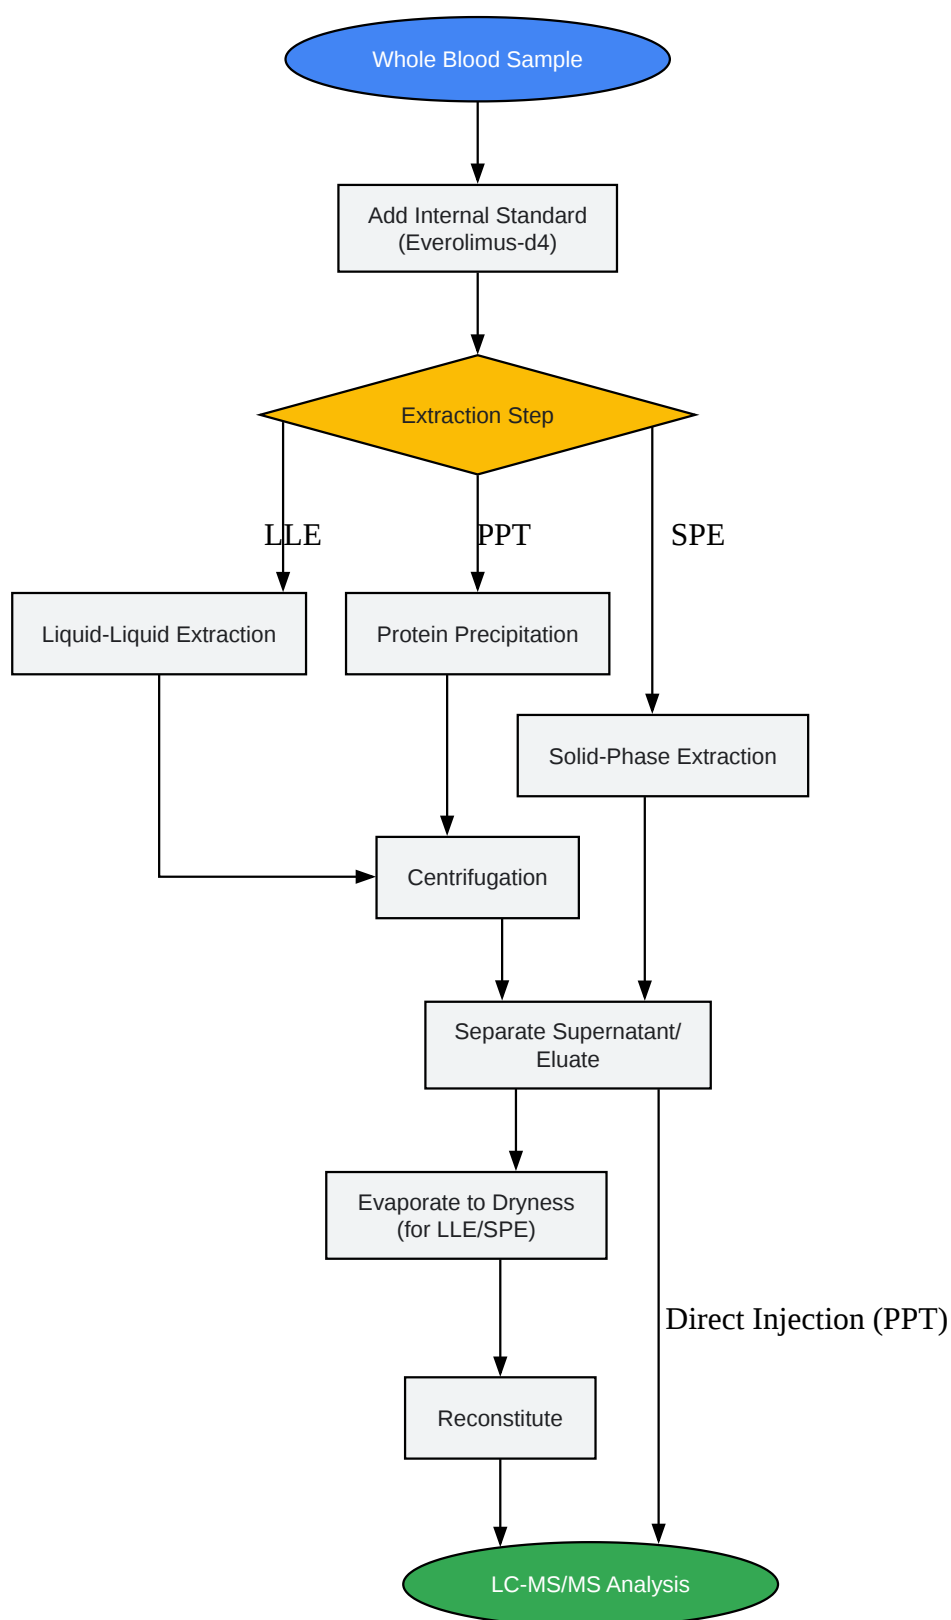 Whole Blood Sample
Add Internal Standard
(Everolimus-d4)
Extraction Step
LLE
PPT
SPE
Liquid-Liquid Extraction
Protein Precipitation
Solid-Phase Extraction
Centrifugation
Separate Supernatant/
Eluate
Evaporate to Dryness
(for LLE/SPE)
Direct Injection (PPT)
Reconstitute
LC-MS/MS Analysis